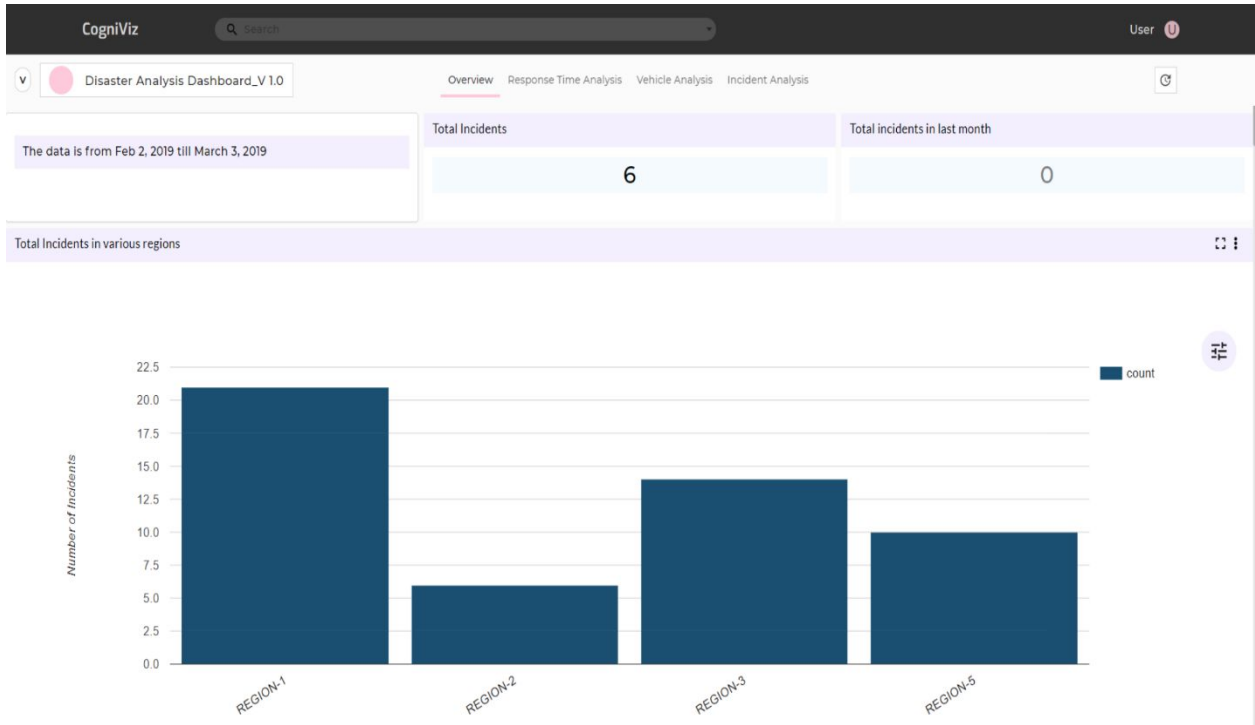 CogniViz
Search
User U
v
Disaster Analysis Dashboard_V 1.0
Overview Response Time Analysis Vehicle Analysis Incident Analysis
The data is from Feb 2, 2019 till March 3, 2019
Total Incidents
6
Total incidents in last month
0
Total Incidents in various regions
count
Number of Incidents
22.5
20.0
17.5
15.0
12.5
10.0
7.5
5.0
2.5
0.0
REGION-1
REGION-2
REGION-3
REGION-5